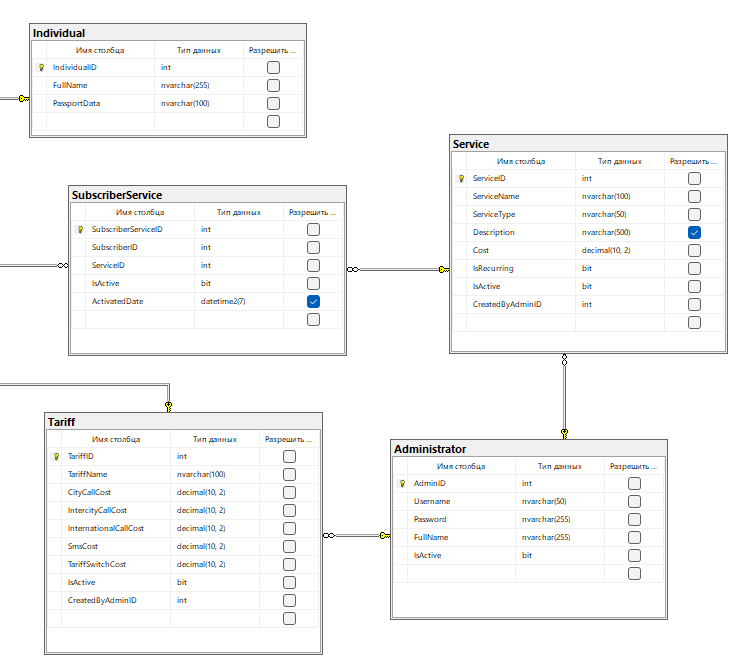 Individual
Имя столбца Тип данных Разрешить ...
IndividualID int
FullName nvarchar(255)
PassportData nvarchar(100)
SubscriberService
Имя столбца Тип данных Разрешить ...
SubscriberServiceID int
SubscriberID int
ServiceID int
IsActive bit
ActivatedDate datetime2(7)
Service
Имя столбца Тип данных Разрешить ...
ServiceID int
ServiceName nvarchar(100)
ServiceType nvarchar(50)
Description nvarchar(500)
Cost decimal(10, 2)
IsRecurring bit
IsActive bit
CreatedByAdminID int
Tariff
Имя столбца Тип данных Разрешить ...
TariffID int
TariffName nvarchar(100)
CityCallCost decimal(10, 2)
IntercityCallCost decimal(10, 2)
InternationalCallCost decimal(10, 2)
SmsCost decimal(10, 2)
TariffSwitchCost decimal(10, 2)
IsActive bit
CreatedByAdminID int
Administrator
Имя столбца Тип данных Разрешить ...
AdminID int
Username nvarchar(50)
Password nvarchar(255)
FullName nvarchar(255)
IsActive bit